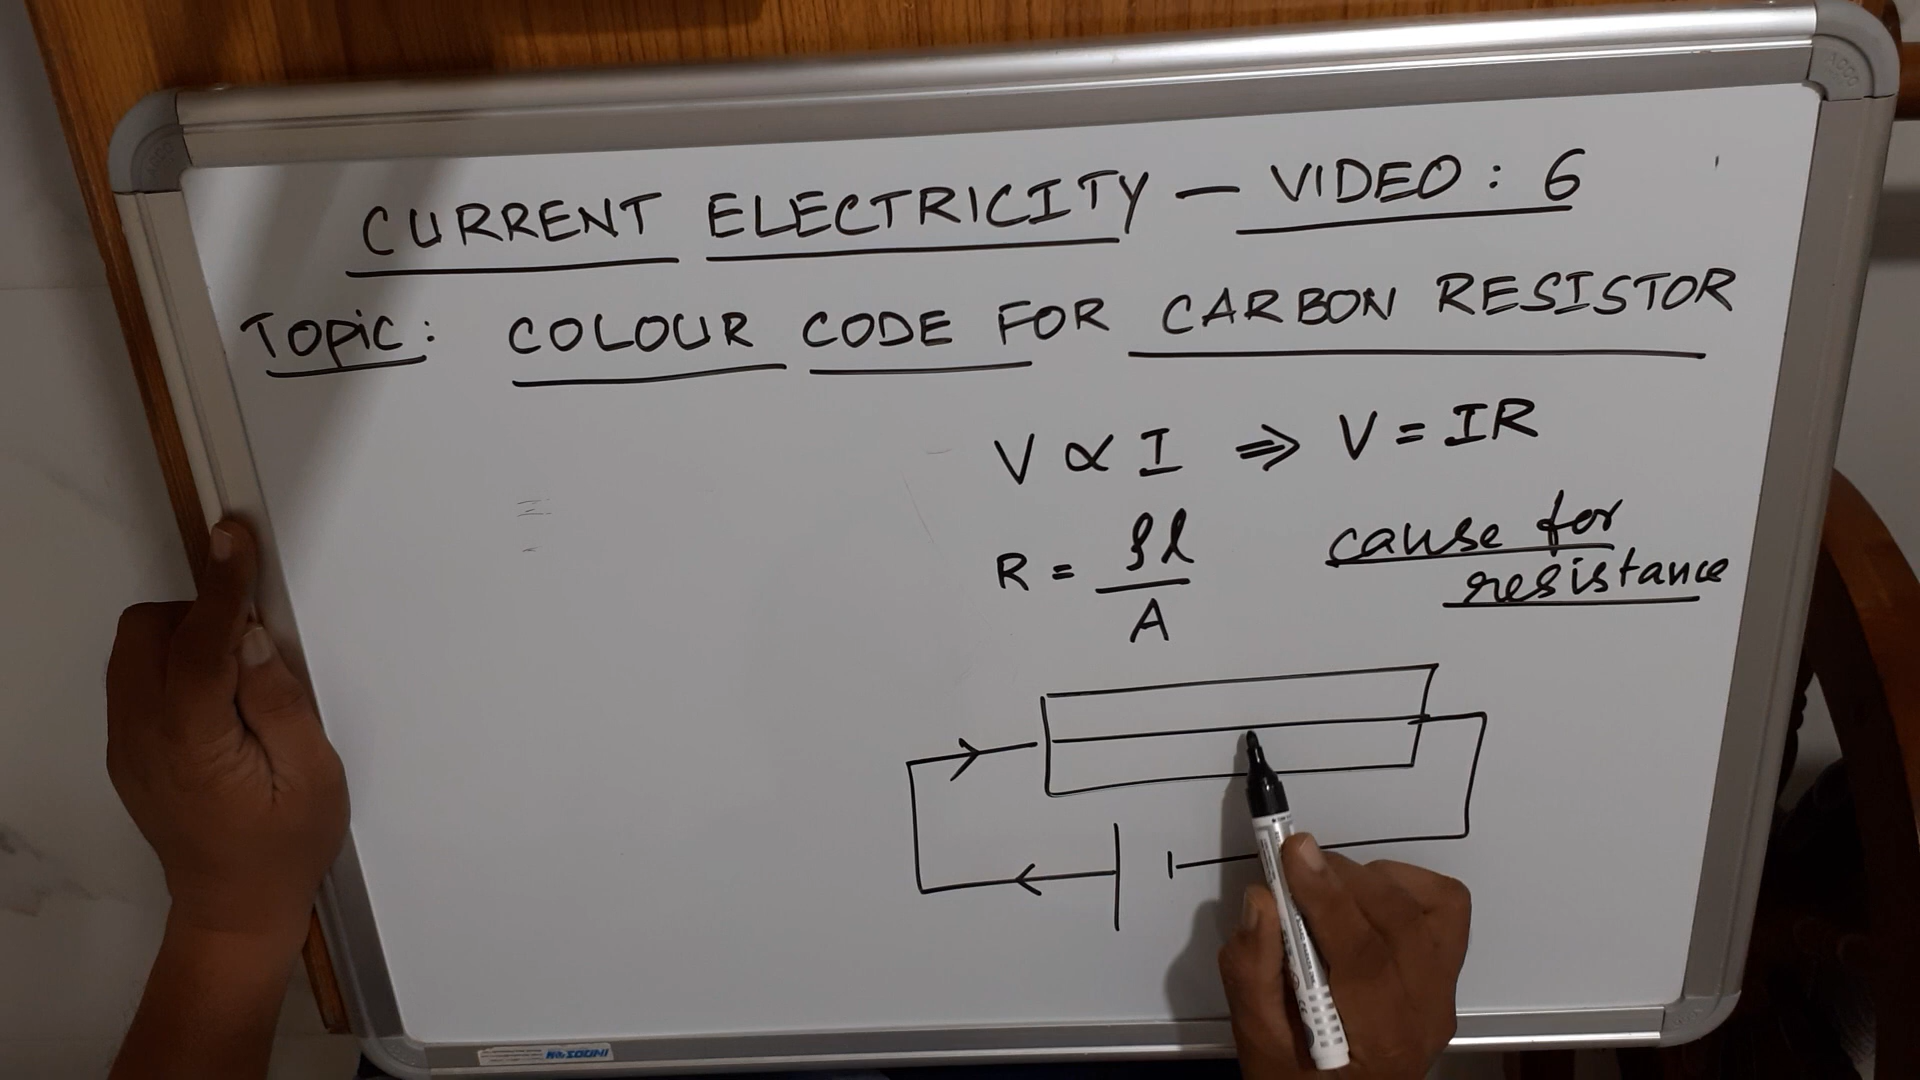 CURRENT ELECTRICITY — VIDEO: 6
Topic: COLOUR CODE FOR CARBON RESISTOR
V ∝ I ⇒ V = IR
R = ρl / A
cause for
resistance